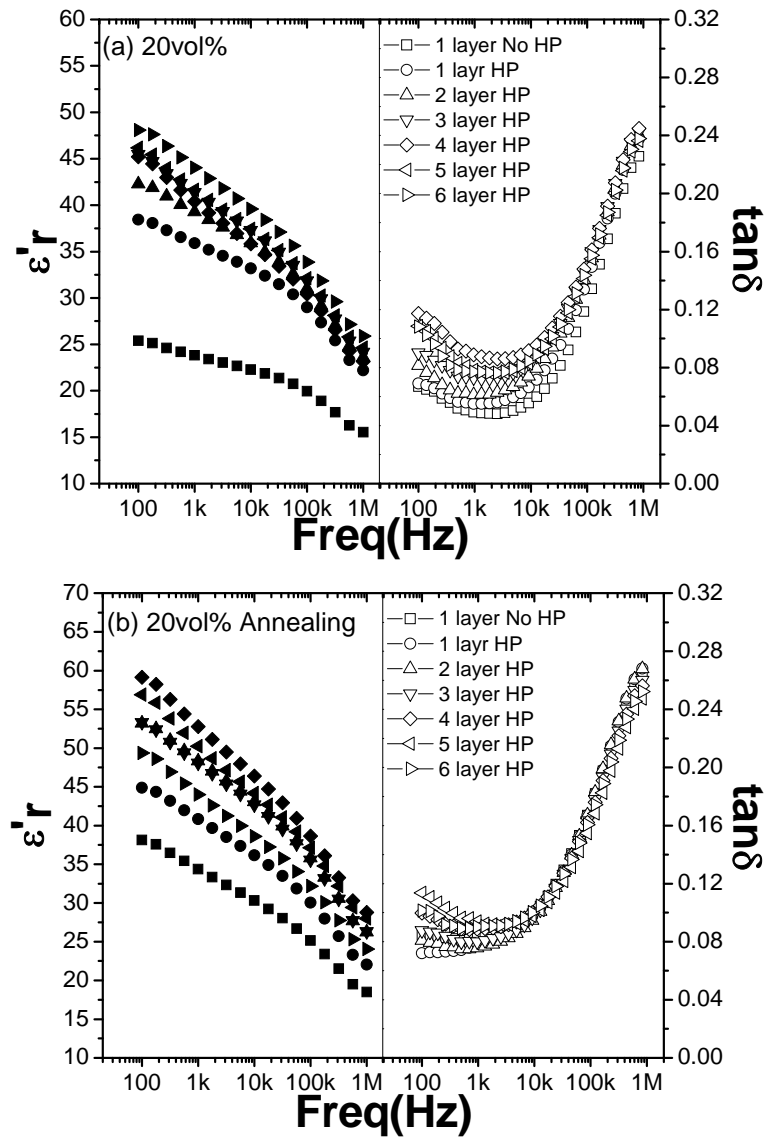 (a) 20vol%
60
55
50
45
40
35
30
25
20
15
10
ε'r
100 1k 10k 100k 1M
100 1k 10k 100k 1M
Freq(Hz)
1 layer No HP
1 layr HP
2 layer HP
3 layer HP
4 layer HP
5 layer HP
6 layer HP
0.32
0.28
0.24
0.20
0.16
0.12
0.08
0.04
0.00
tanδ
(b) 20vol% Annealing
70
65
60
55
50
45
40
35
30
25
20
15
10
ε'r
100 1k 10k 100k 1M
100 1k 10k 100k 1M
Freq(Hz)
1 layer No HP
1 layr HP
2 layer HP
3 layer HP
4 layer HP
5 layer HP
6 layer HP
0.32
0.28
0.24
0.20
0.16
0.12
0.08
0.04
0.00
tanδ